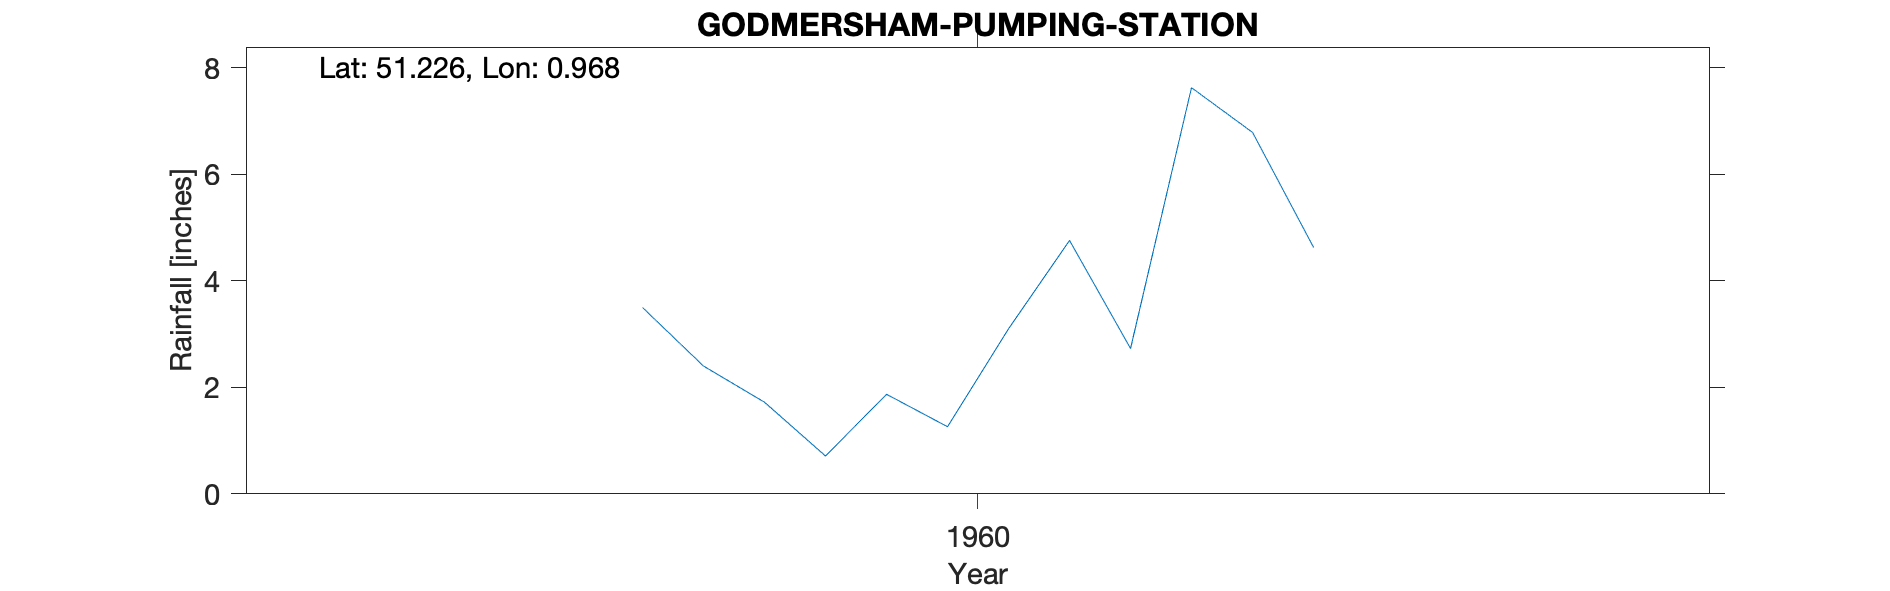 GODMERSHAM-PUMPING-STATION
Lat: 51.226, Lon: 0.968
8
6
4
2
0
Rainfall [inches]
1960
Year